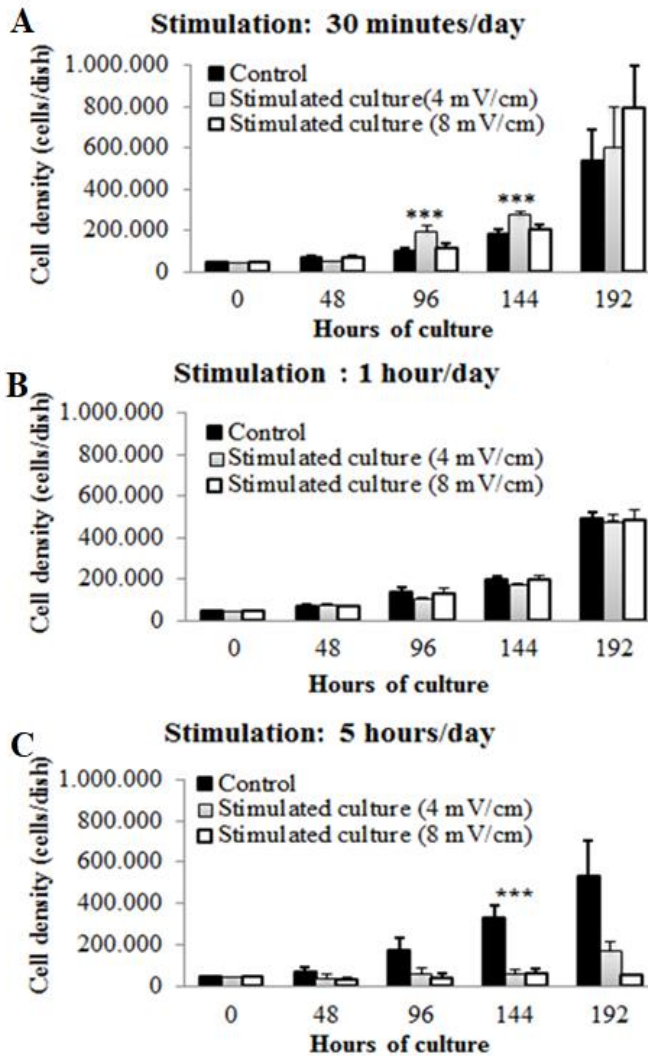 A
Stimulation: 30 minutes/day
Cell density (cells/dish)
1.000.000
800.000
600.000
400.000
200.000
0
Control
Stimulated culture(4 mV/cm)
Stimulated culture (8 mV/cm)
***
***
0 48 96 144 192
Hours of culture
B
Stimulation : 1 hour/day
Cell density (cells/dish)
1.000.000
800.000
600.000
400.000
200.000
0
Control
Stimulated culture (4 mV/cm)
Stimulated culture (8 mV/cm)
0 48 96 144 192
Hours of culture
C
Stimulation: 5 hours/day
Cell density (cells/dish)
1.000.000
800.000
600.000
400.000
200.000
0
Control
Stimulated culture (4 mV/cm)
Stimulated culture (8 mV/cm)
***
0 48 96 144 192
Hours of culture